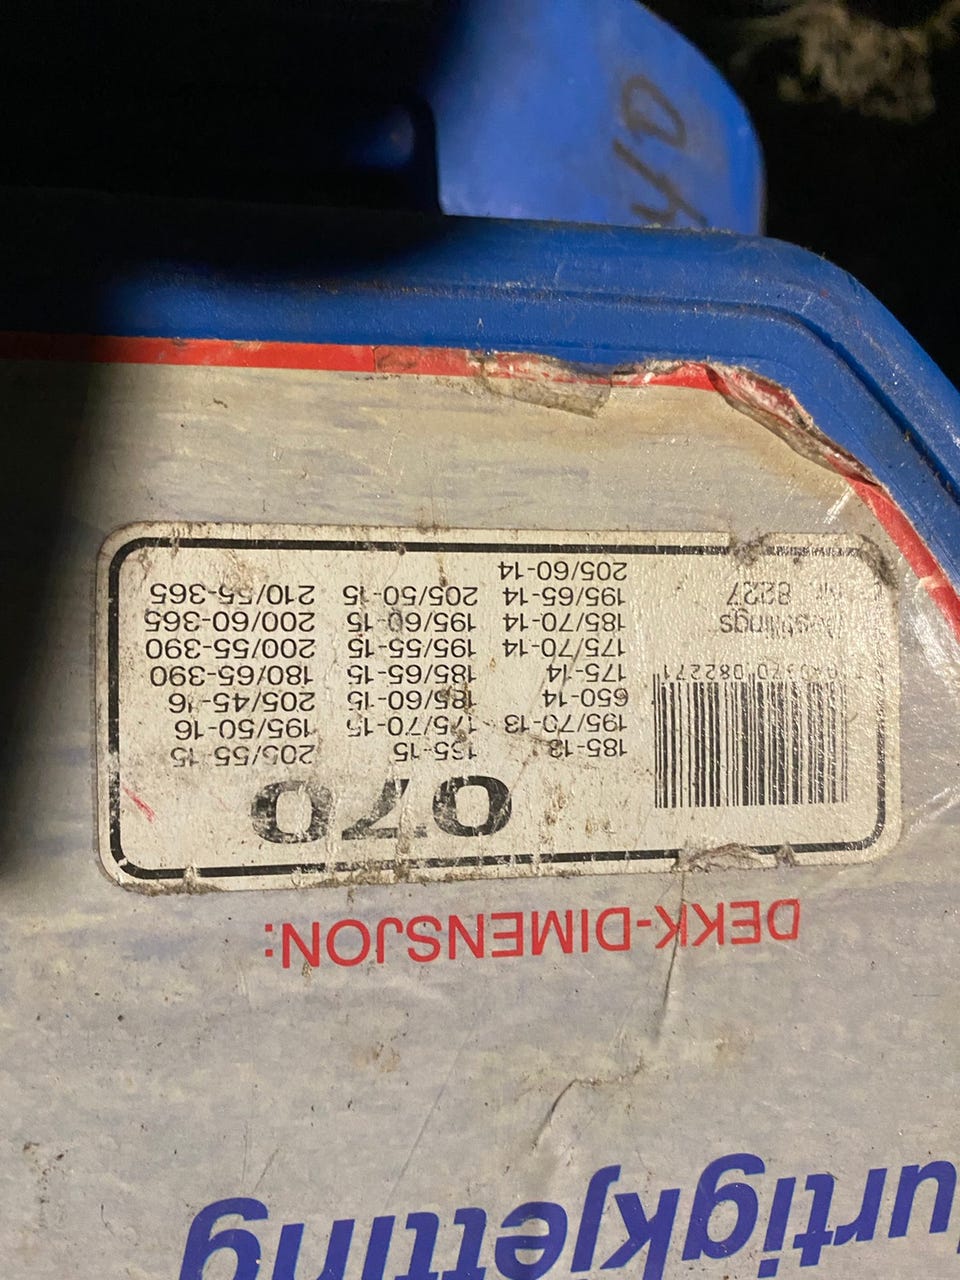 urtigkjetting
DEKK-DIMENSJON:
070
185-13 205/55-15
195/70-13 175/70-15 195/50-16
650-14 185/60-15 205/45-16
175-14 185/65-15 180/65-390
175/70-14 195/55-15 200/55-390
185/70-14 195/60-15 200/60-365
195/65-14 205/50-15 210/55-365
205/60-14
082271
8227